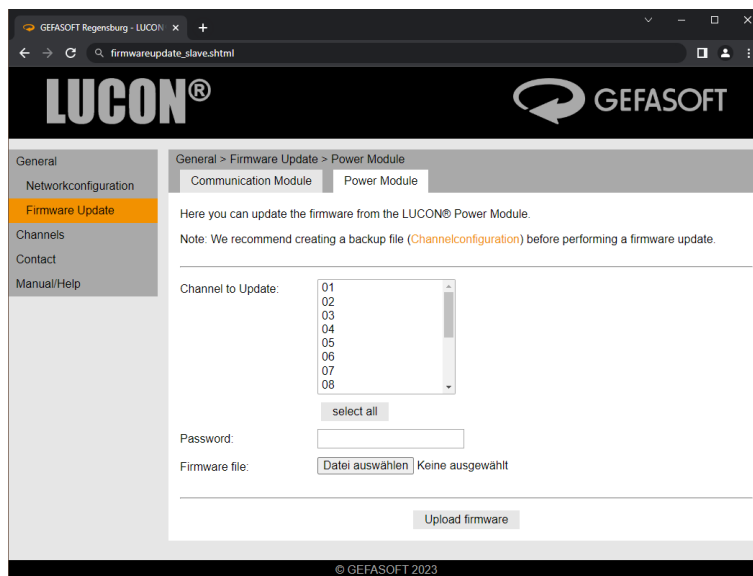 GEFASOFT Regensburg - LUCON
firmwareupdate_slave.shtml
LUCON®
GEFASOFT
General
Networkconfiguration
Firmware Update
Channels
Contact
Manual/Help
General > Firmware Update > Power Module
Communication Module Power Module
Here you can update the firmware from the LUCON® Power Module.
Note: We recommend creating a backup file (Channelconfiguration) before performing a firmware update.
Channel to Update:
01
02
03
04
05
06
07
08
select all
Password:
Firmware file: Datei auswählen Keine ausgewählt
Upload firmware
© GEFASOFT 2023